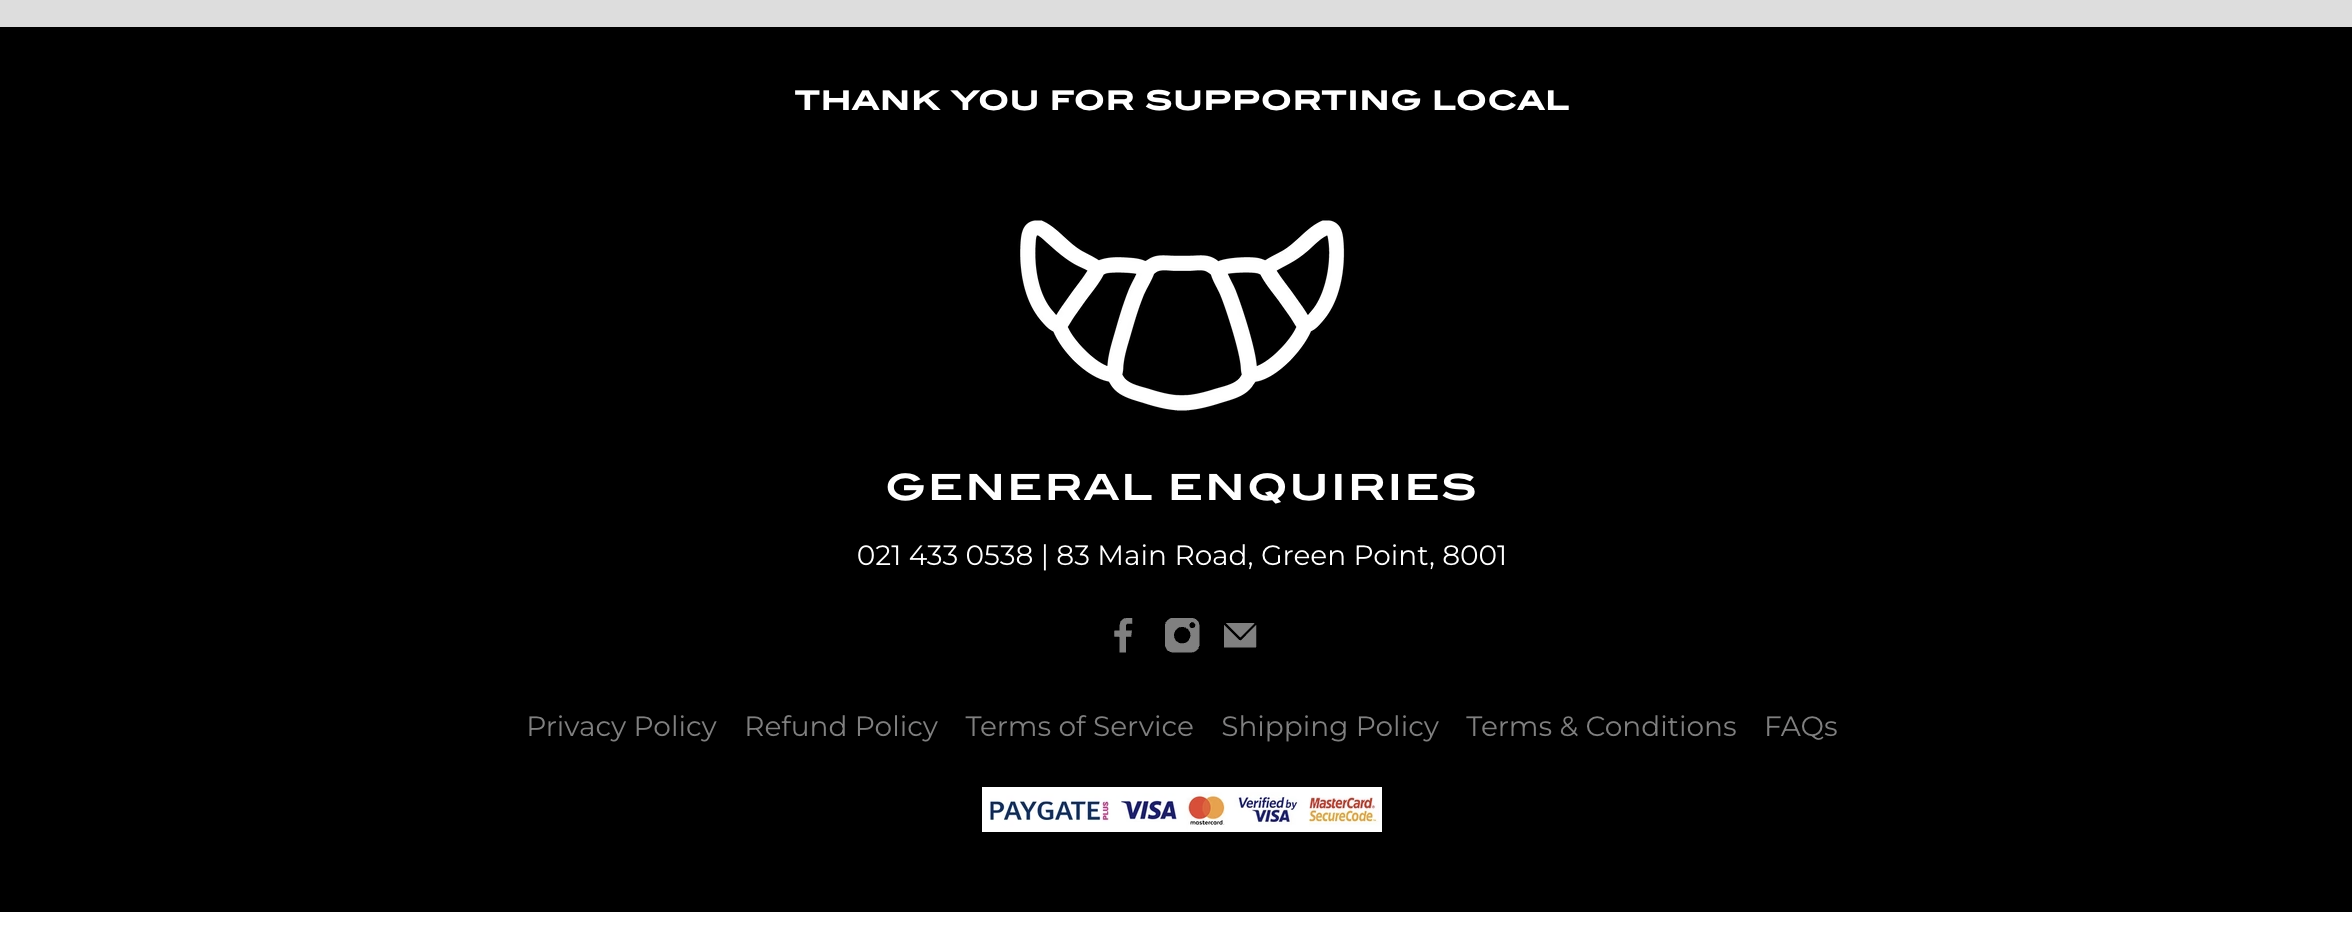 THANK YOU FOR SUPPORTING LOCAL
GENERAL ENQUIRIES
021 433 0538 | 83 Main Road, Green Point, 8001
Privacy Policy Refund Policy Terms of Service Shipping Policy Terms & Conditions FAQs
PAYGATE PLUS VISA mastercard Verified by VISA MasterCard. SecureCode.